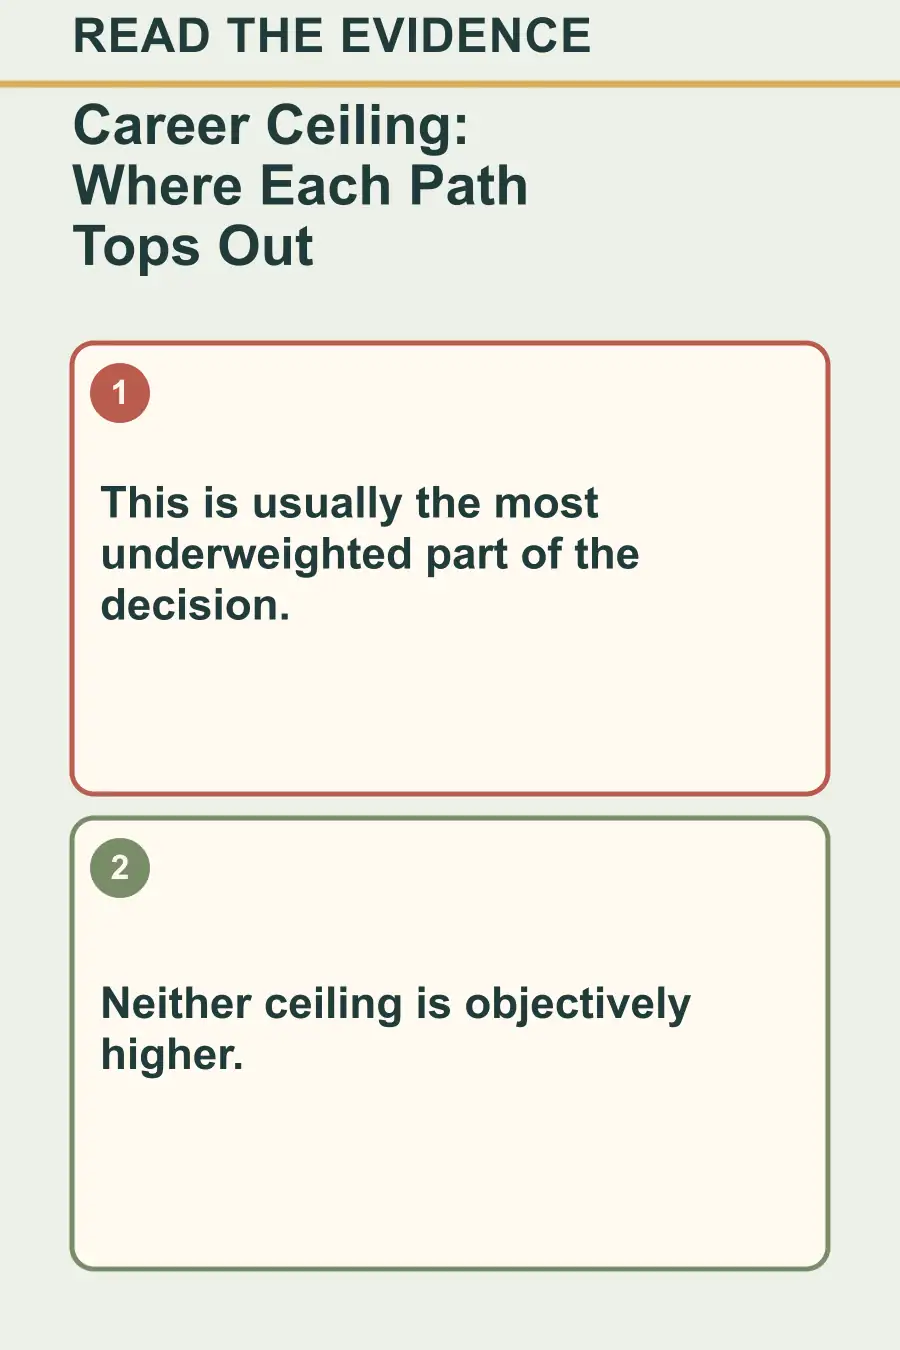 READ THE EVIDENCE
Career Ceiling:
Where Each Path
Tops Out
1
This is usually the most
underweighted part of the
decision.
2
Neither ceiling is objectively
higher.